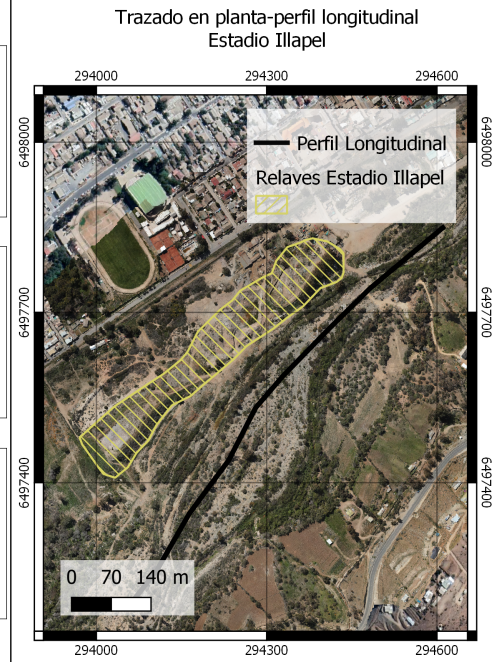 Trazado en planta-perfil longitudinal
Estadio Illapel
294000 294300 294600
6498000 6498000
Perfil Longitudinal
Relaves Estadio Illapel
6497700 6497700
6497400 6497400
0 70 140 m
294000 294300 294600